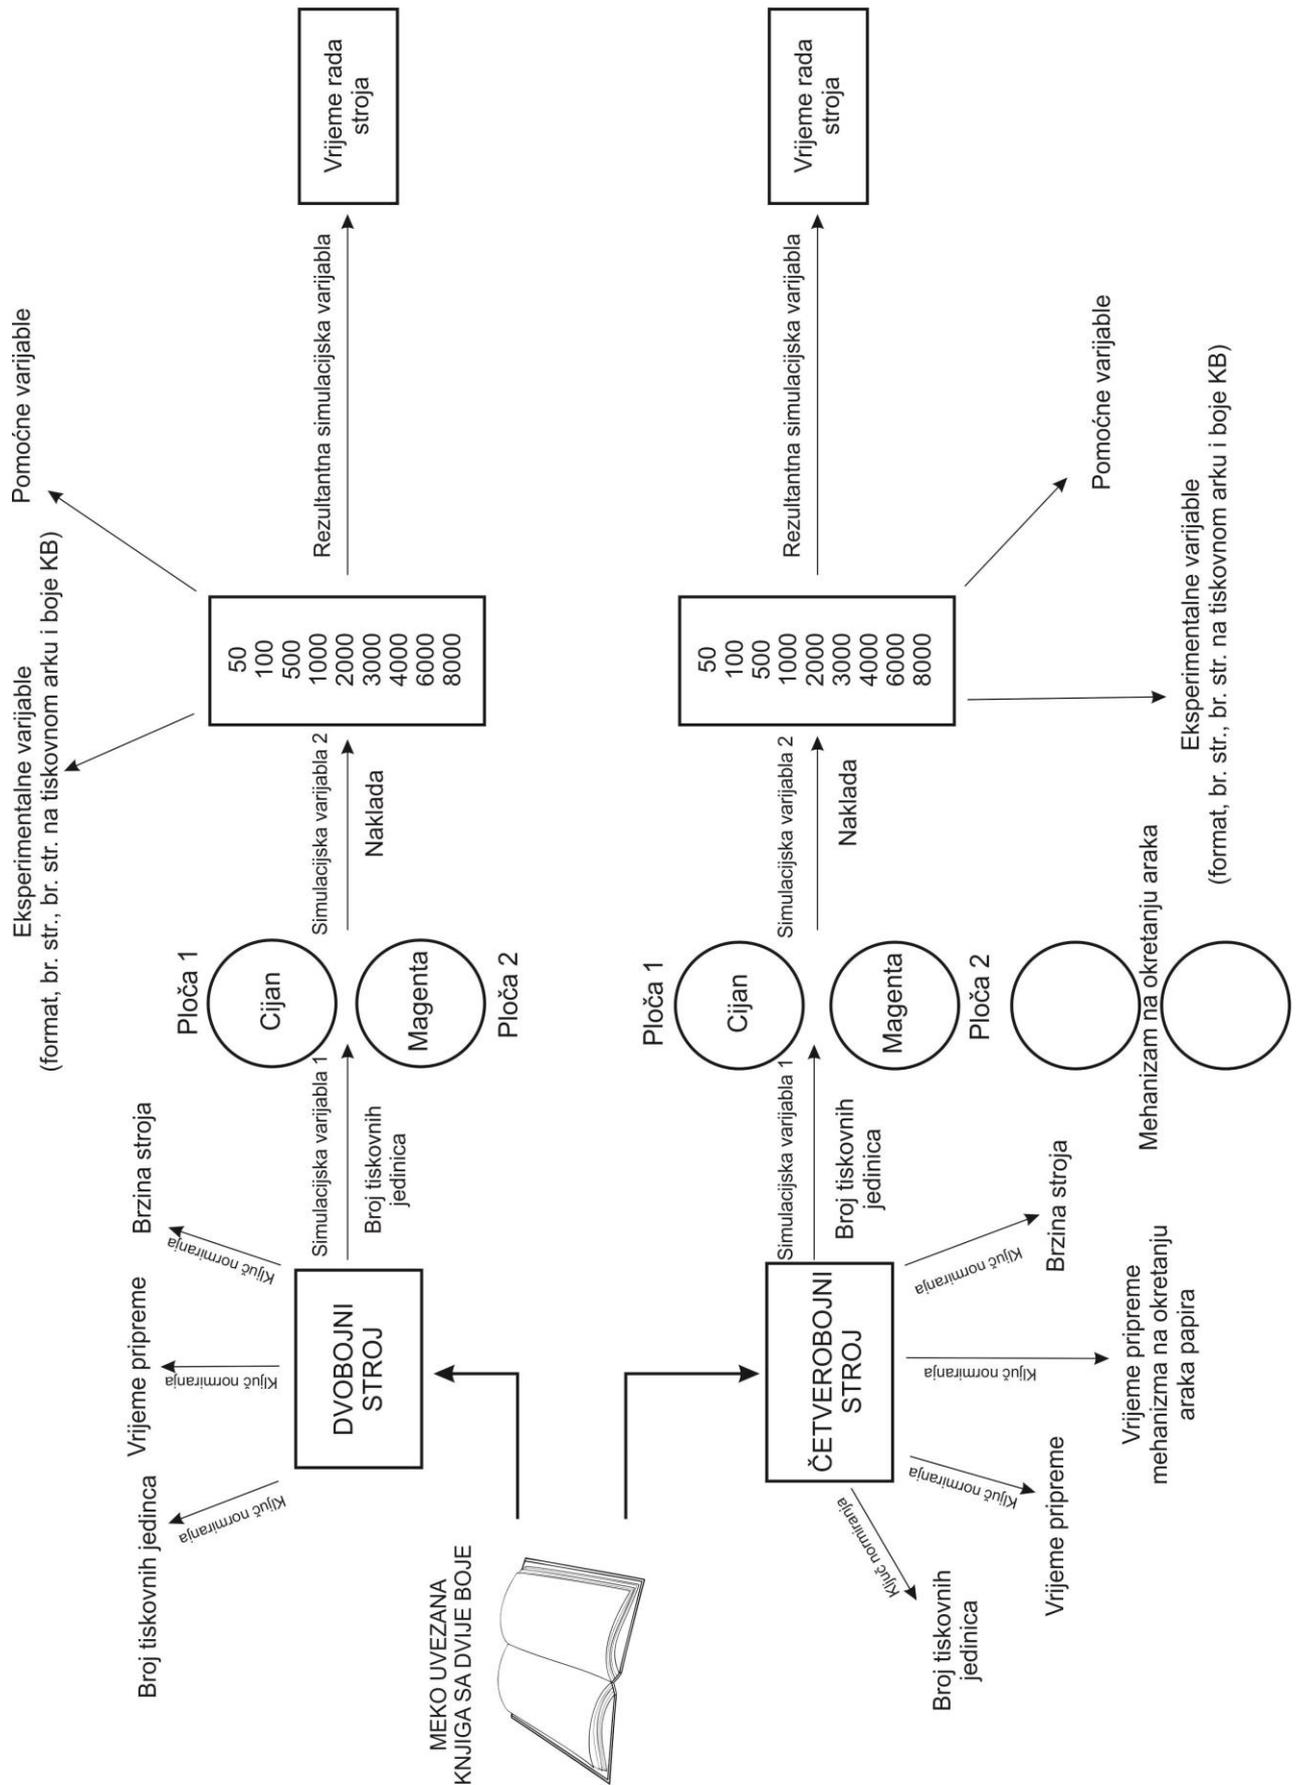 MEKO UVEZANA
KNJIGA SA DVIJE BOJE
Broj tiskovnih jedinca
Ključ normiranja
Vrijeme pripreme
Ključ normiranja
Brzina stroja
Ključ normiranja
DVOBOJNI
STROJ
Simulacijska varijabla 1
Broj tiskovnih
jedinica
Ploča 1
Cijan
Magenta
Ploča 2
Simulacijska varijabla 2
Naklada
Eksperimentalne varijable
(format, br. str., br. str. na tiskovnom arku i boje KB)
Pomoćne varijable
50
100
500
1000
2000
3000
4000
6000
8000
Rezultantna simulacijska varijabla
Vrijeme rada
stroja
ČETVEROBOJNI
STROJ
Ključ normiranja
Broj tiskovnih
jedinica
Ključ normiranja
Vrijeme pripreme
Ključ normiranja
Vrijeme pripreme
mehanizma na okretanju
araka papira
Ključ normiranja
Brzina stroja
Simulacijska varijabla 1
Broj tiskovnih
jedinica
Ploča 1
Cijan
Magenta
Ploča 2
Mehanizam na okretanju araka
Simulacijska varijabla 2
Naklada
50
100
500
1000
2000
3000
4000
6000
8000
Eksperimentalne varijable
(format, br. str., br. str. na tiskovnom arku i boje KB)
Pomoćne varijable
Rezultantna simulacijska varijabla
Vrijeme rada
stroja